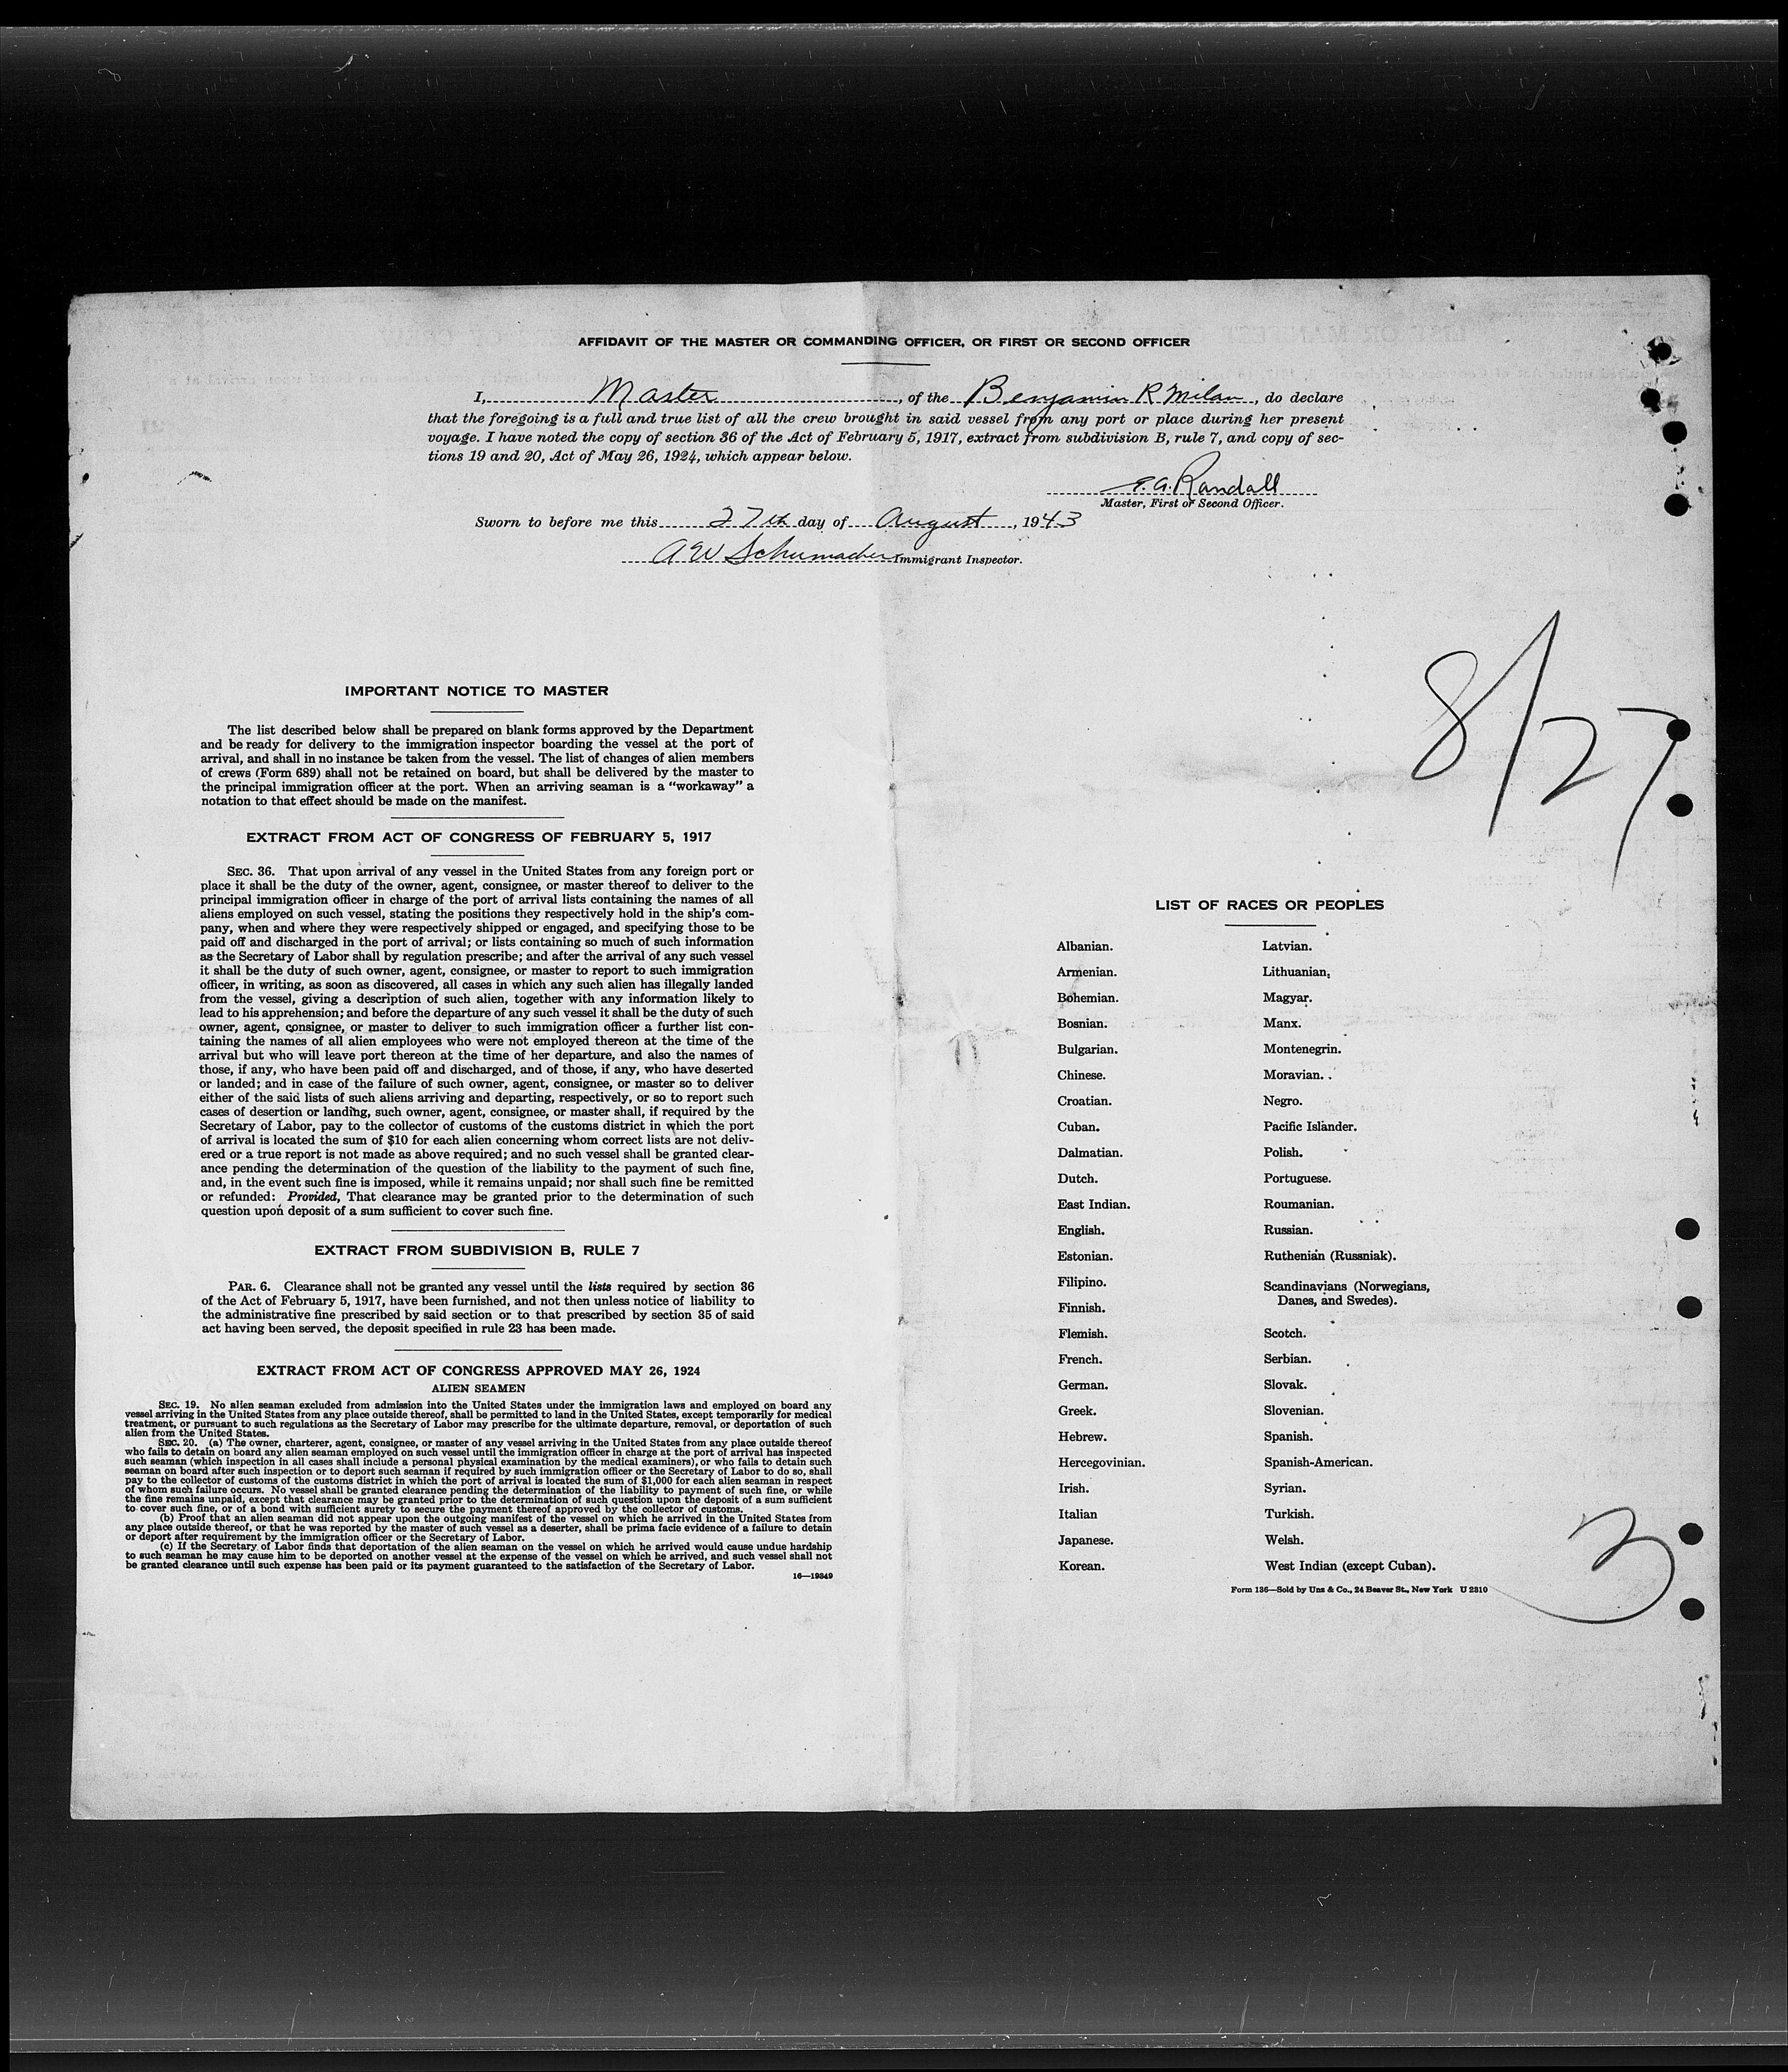 AFFIDAVIT OF THE MASTER OR COMMANDING OFFICER, OR FIRST OR SECOND OFFICER
I, Master, of the Benjamin R Milan, do declare
that the foregoing is a full and true list of all the crew brought in said vessel from any port or place during her present
voyage. I have noted the copy of section 36 of the Act of February 5, 1917, extract from subdivision B, rule 7, and copy of sec-
tions 19 and 20, Act of May 26, 1924, which appear below.
E.A. Randall
Master, First or Second Officer.
Sworn to before me this 27th day of August, 1943
A W Schumacher Immigrant Inspector.
8/27
IMPORTANT NOTICE TO MASTER
The list described below shall be prepared on blank forms approved by the Department
and be ready for delivery to the immigration inspector boarding the vessel at the port of
arrival, and shall in no instance be taken from the vessel. The list of changes of alien members
of crews (Form 689) shall not be retained on board, but shall be delivered by the master to
the principal immigration officer at the port. When an arriving seaman is a “workaway” a
notation to that effect should be made on the manifest.
EXTRACT FROM ACT OF CONGRESS OF FEBRUARY 5, 1917
SEC. 36. That upon arrival of any vessel in the United States from any foreign port or
place it shall be the duty of the owner, agent, consignee, or master thereof to deliver to the
principal immigration officer in charge of the port of arrival lists containing the names of all
aliens employed on such vessel, stating the positions they respectively hold in the ship's com-
pany, when and where they were respectively shipped or engaged, and specifying those to be
paid off and discharged in the port of arrival; or lists containing so much of such information
as the Secretary of Labor shall by regulation prescribe; and after the arrival of any such vessel
it shall be the duty of such owner, agent, consignee, or master to report to such immigration
officer, in writing, as soon as discovered, all cases in which any such alien has illegally landed
from the vessel, giving a description of such alien, together with any information likely to
lead to his apprehension; and before the departure of any such vessel it shall be the duty of such
owner, agent, consignee, or master to deliver to such immigration officer a further list con-
taining the names of all alien employees who were not employed thereon at the time of the
arrival but who will leave port thereon at the time of her departure, and also the names of
those, if any, who have been paid off and discharged, and of those, if any, who have deserted
or landed; and in case of the failure of such owner, agent, consignee, or master so to deliver
either of the said lists of such aliens arriving and departing, respectively, or so to report such
cases of desertion or landing, such owner, agent, consignee, or master shall, if required by the
Secretary of Labor, pay to the collector of customs of the customs district in which the port
of arrival is located the sum of $10 for each alien concerning whom correct lists are not deliv-
ered or a true report is not made as above required; and no such vessel shall be granted clear-
ance pending the determination of the question of the liability to the payment of such fine,
and, in the event such fine is imposed, while it remains unpaid; nor shall such fine be remitted
or refunded: Provided, That clearance may be granted prior to the determination of such
question upon deposit of a sum sufficient to cover such fine.
EXTRACT FROM SUBDIVISION B, RULE 7
PAR. 6. Clearance shall not be granted any vessel until the lists required by section 36
of the Act of February 5, 1917, have been furnished, and not then unless notice of liability to
the administrative fine prescribed by said section or to that prescribed by section 35 of said
act having been served, the deposit specified in rule 23 has been made.
EXTRACT FROM ACT OF CONGRESS APPROVED MAY 26, 1924
ALIEN SEAMEN
SEC. 19. No alien seaman excluded from admission into the United States under the immigration laws and employed on board any
vessel arriving in the United States from any place outside thereof, shall be permitted to land in the United States, except temporarily for medical
treatment, or pursuant to such regulations as the Secretary of Labor may prescribe for the ultimate departure, removal, or deportation of such
alien from the United States.
SEC. 20. (a) The owner, charterer, agent, consignee, or master of any vessel arriving in the United States from any place outside thereof
who fails to detain on board any alien seaman employed on such vessel until the immigration officer in charge at the port of arrival has inspected
such seaman (which inspection in all cases shall include a personal physical examination by the medical examiners), or who fails to detain such
seaman on board after such inspection or to deport such seaman if required by such immigration officer or the Secretary of Labor to do so, shall
pay to the collector of customs of the customs district in which the port of arrival is located the sum of $1,000 for each alien seaman in respect
of whom such failure occurs. No vessel shall be granted clearance pending the determination of the liability to payment of such fine, or while
the fine remains unpaid, except that clearance may be granted prior to the determination of such question upon the deposit of a sum sufficient
to cover such fine, or of a bond with sufficient surety to secure the payment thereof approved by the collector of customs.
(b) Proof that an alien seaman did not appear upon the outgoing manifest of the vessel on which he arrived in the United States from
any place outside thereof, or that he was reported by the master of such vessel as a deserter, shall be prima facie evidence of a failure to detain
or deport after requirement by the immigration officer or the Secretary of Labor.
(c) If the Secretary of Labor finds that deportation of the alien seaman on the vessel on which he arrived would cause undue hardship
to such seaman he may cause him to be deported on another vessel at the expense of the vessel on which he arrived, and such vessel shall not
be granted clearance until such expense has been paid or its payment guaranteed to the satisfaction of the Secretary of Labor.
16—19849
LIST OF RACES OR PEOPLES
Albanian.
Armenian.
Bohemian.
Bosnian.
Bulgarian.
Chinese.
Croatian.
Cuban.
Dalmatian.
Dutch.
East Indian.
English.
Estonian.
Filipino.
Finnish.
Flemish.
French.
German.
Greek.
Hebrew.
Hercegovinian.
Irish.
Italian
Japanese.
Korean.
Latvian.
Lithuanian.
Magyar.
Manx.
Montenegrin.
Moravian.
Negro.
Pacific Islander.
Polish.
Portuguese.
Roumanian.
Russian.
Ruthenian (Russniak).
Scandinavians (Norwegians,
Danes, and Swedes).
Scotch.
Serbian.
Slovak.
Slovenian.
Spanish.
Spanish-American.
Syrian.
Turkish.
Welsh.
West Indian (except Cuban).
Form 136—Sold by Unz & Co., 24 Beaver St., New York U 2310
3